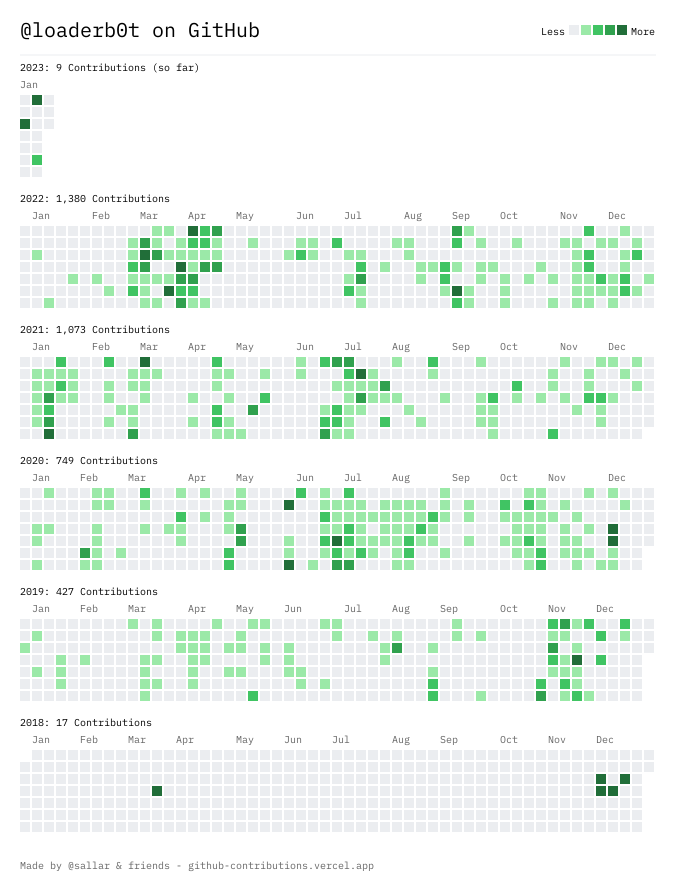 @loaderb0t on GitHub
Less More
2023: 9 Contributions (so far)
Jan
2022: 1,380 Contributions
Jan Feb Mar Apr May Jun Jul Aug Sep Oct Nov Dec
2021: 1,073 Contributions
Jan Feb Mar Apr May Jun Jul Aug Sep Oct Nov Dec
2020: 749 Contributions
Jan Feb Mar Apr May Jun Jul Aug Sep Oct Nov Dec
2019: 427 Contributions
Jan Feb Mar Apr May Jun Jul Aug Sep Oct Nov Dec
2018: 17 Contributions
Jan Feb Mar Apr May Jun Jul Aug Sep Oct Nov Dec
Made by @sallar & friends - github-contributions.vercel.app